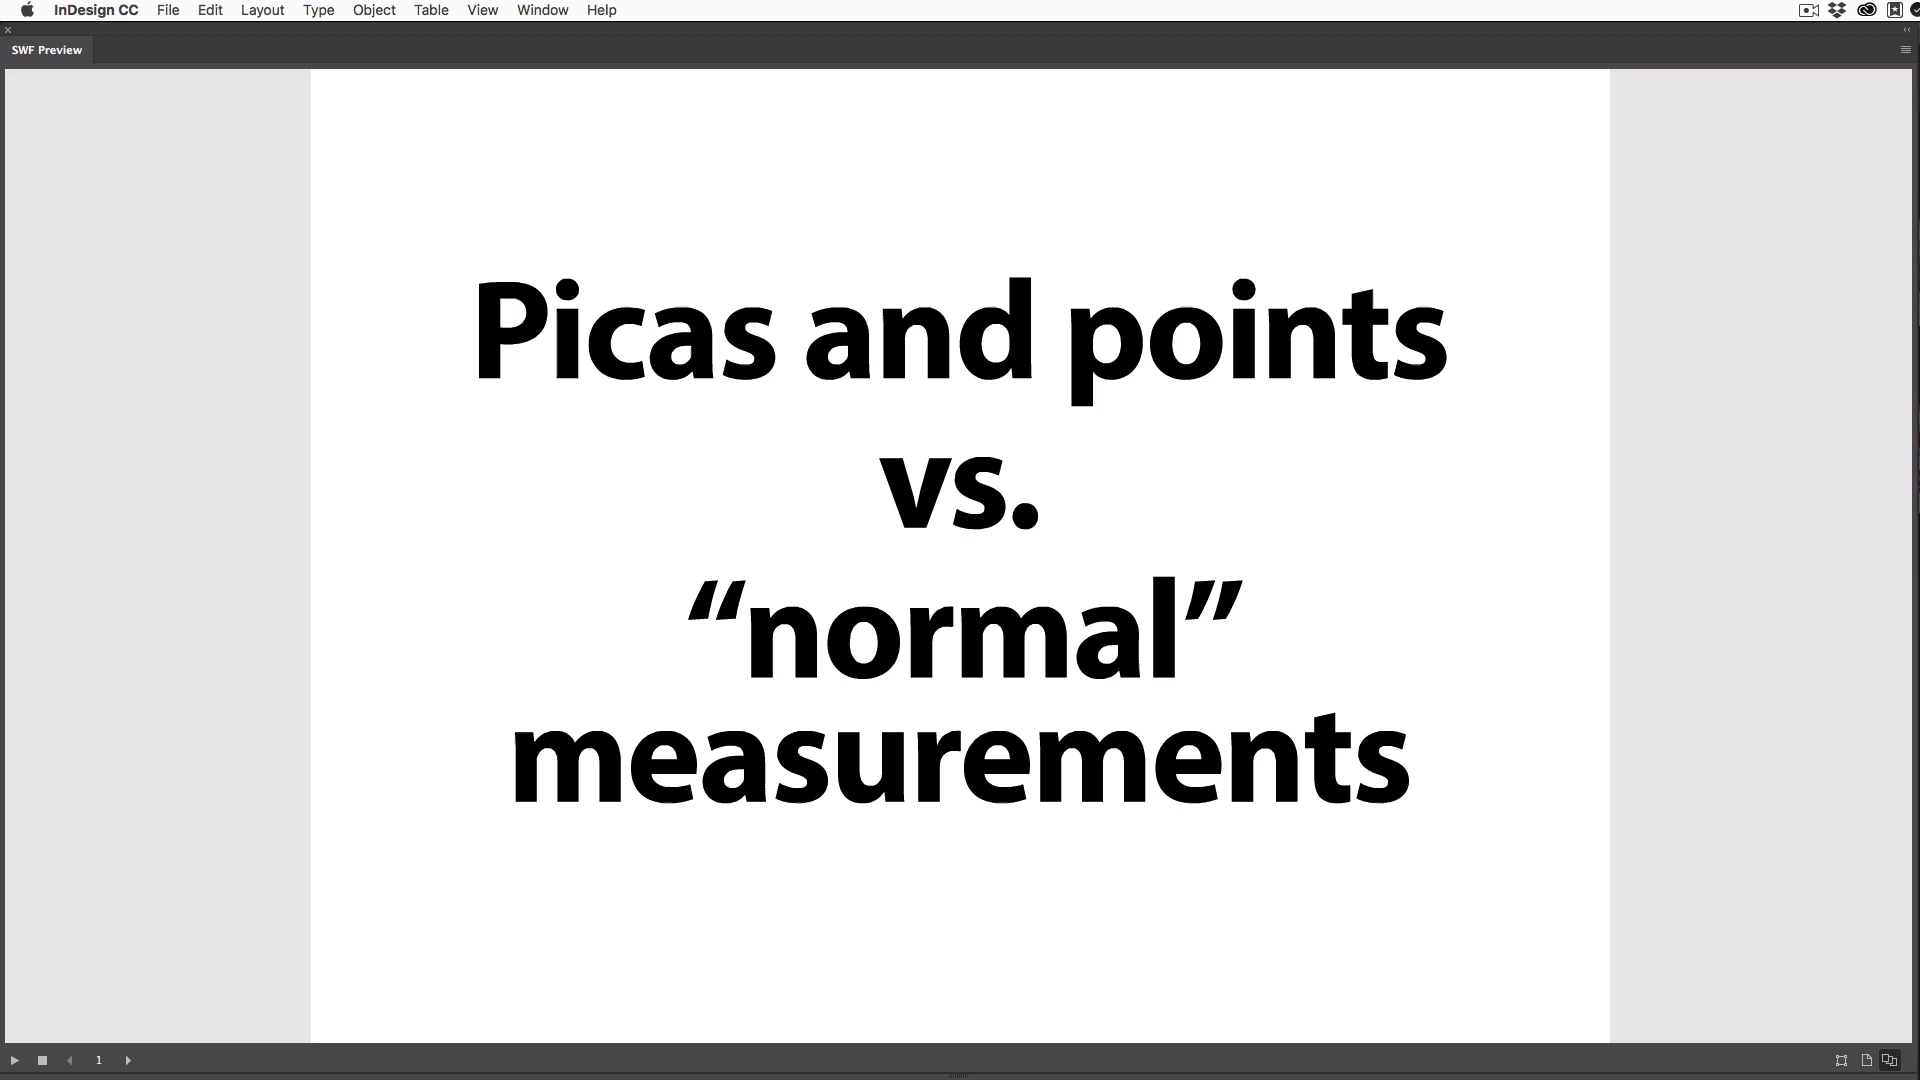 InDesign CC File Edit Layout Type Object Table View Window Help
SWF Preview
Picas and points
vs.
“normal”
measurements
1